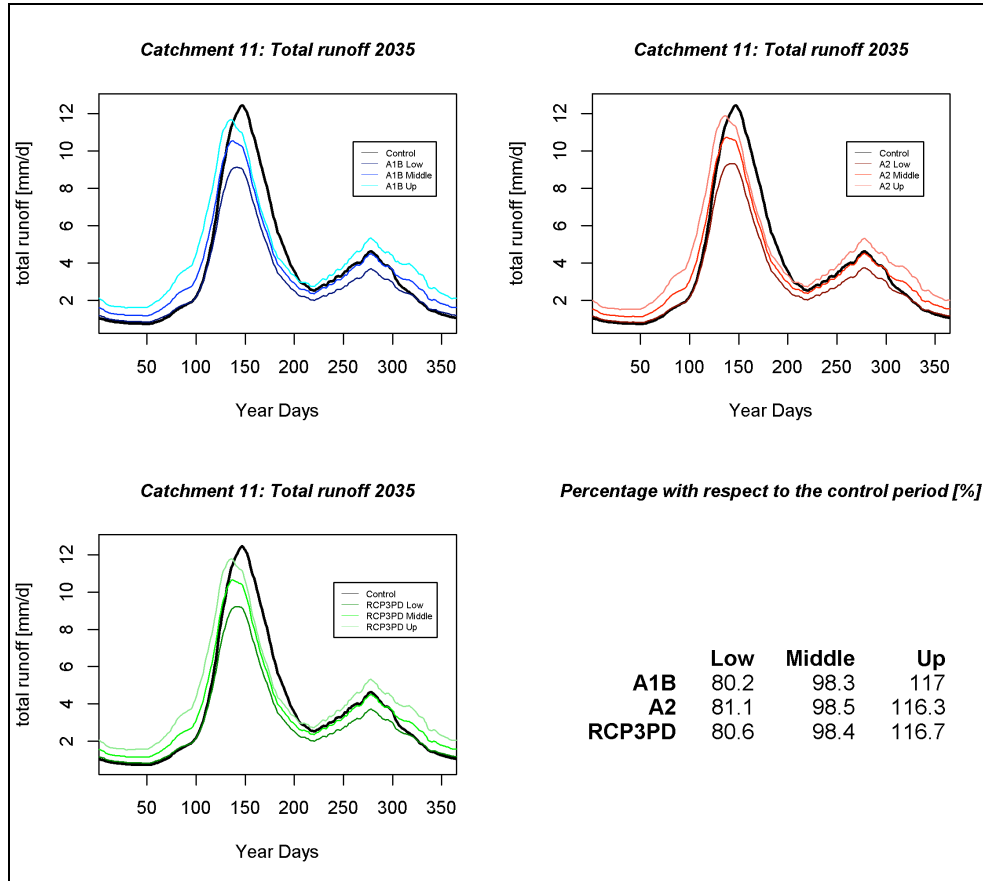 Catchment 11: Total runoff 2035
total runoff [mm/d]
12
10
8
6
4
2
Control
A1B Low
A1B Middle
A1B Up
50 100 150 200 250 300 350
Year Days
Catchment 11: Total runoff 2035
total runoff [mm/d]
12
10
8
6
4
2
Control
A2 Low
A2 Middle
A2 Up
50 100 150 200 250 300 350
Year Days
Catchment 11: Total runoff 2035
total runoff [mm/d]
12
10
8
6
4
2
Control
RCP3PD Low
RCP3PD Middle
RCP3PD Up
50 100 150 200 250 300 350
Year Days
Percentage with respect to the control period [%]
Low Middle Up
A1B 80.2 98.3 117
A2 81.1 98.5 116.3
RCP3PD 80.6 98.4 116.7